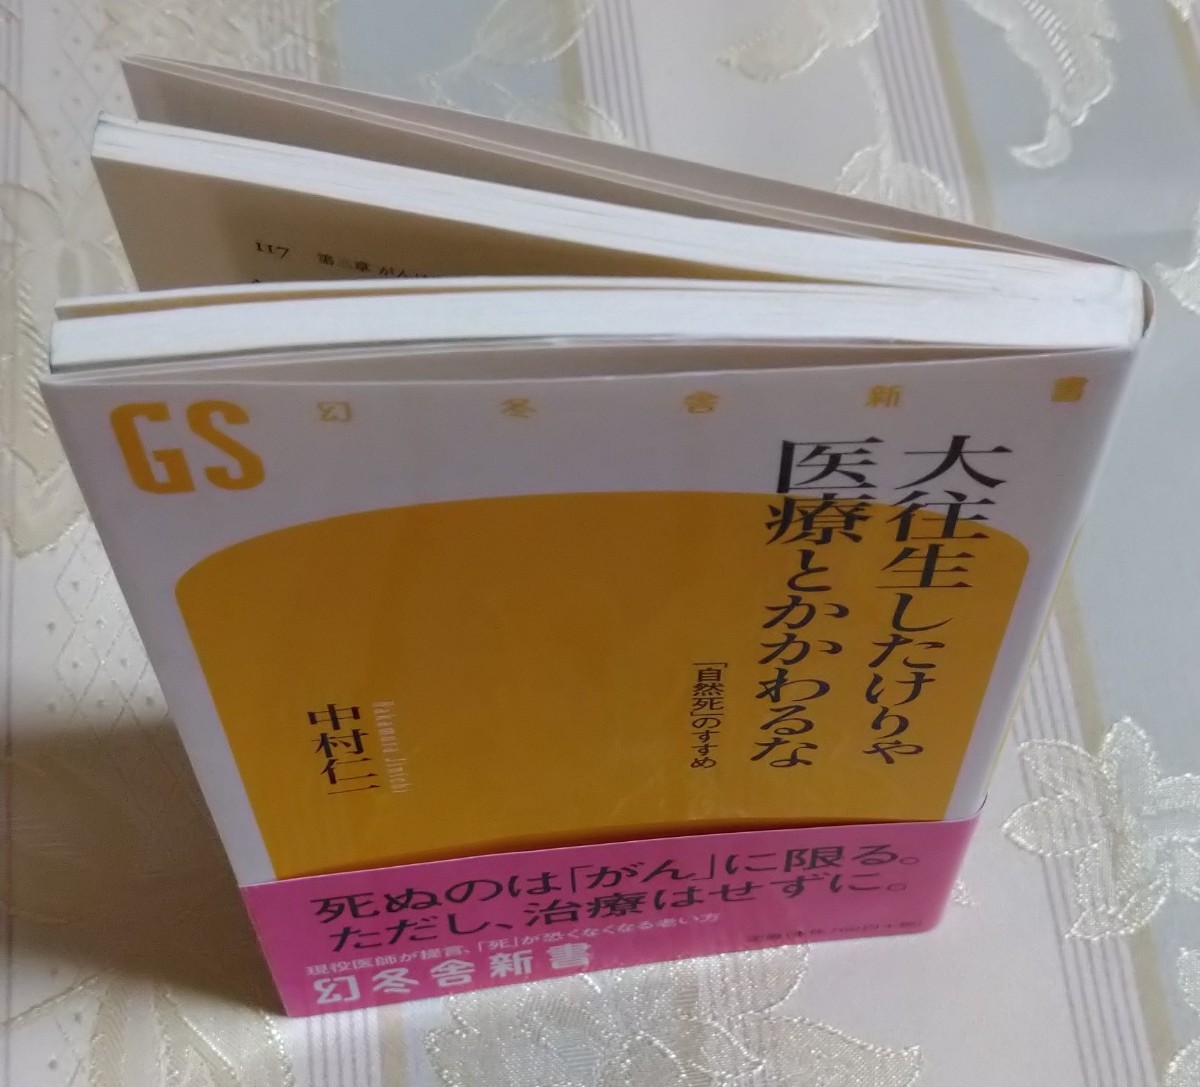 117 第三章 がんは
GS
幻冬舎新書
大往生したけりや
医療とかかわるな
「自然死」のすすめ
Nakamura Jinichi
中村仁一
死ぬのは「がん」に限る。
ただし、治療はせずに。
現役医師が提言、「死」が恐くなくなる老い方
幻冬舎新書